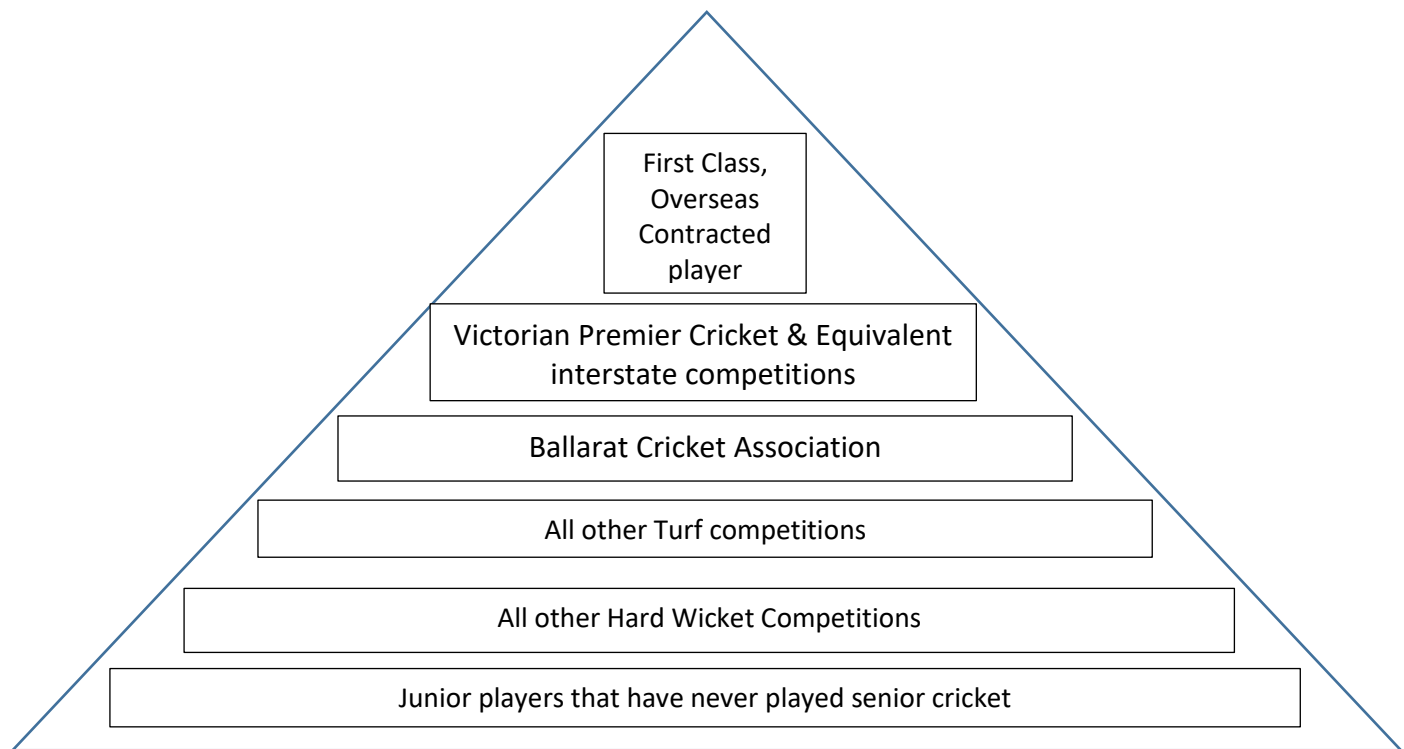 First Class,
Overseas
Contracted
player
Victorian Premier Cricket & Equivalent
interstate competitions
Ballarat Cricket Association
All other Turf competitions
All other Hard Wicket Competitions
Junior players that have never played senior cricket